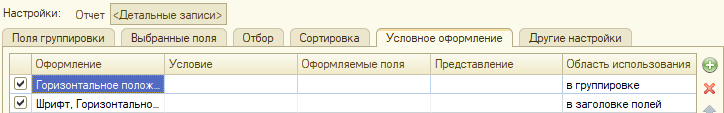 Настройки: Отчет <Детальные записи>
Поля группировки Выбранные поля Отбор Сортировка Условное оформление Другие настройки
Оформление Условие Оформляемые поля Представление Область использования
Горизонтальное полож... в группировке
Шрифт, Горизонтально... в заголовке полей